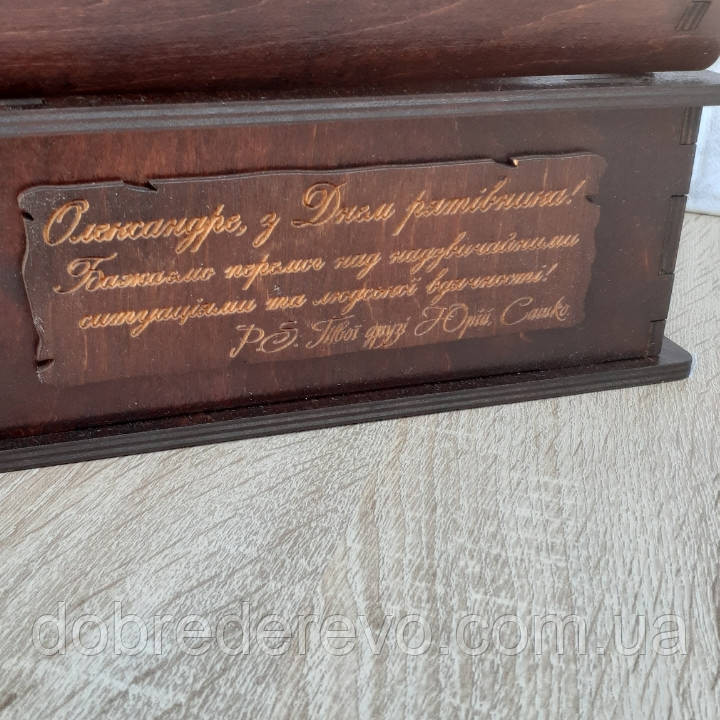 Олександре, з Днем рятівника!
Бажаємо перемог над надзвичайними
ситуаціями та людської вдячності!
P.S. Твої друзі Юрій, Сашко
dobrederevo.com.ua